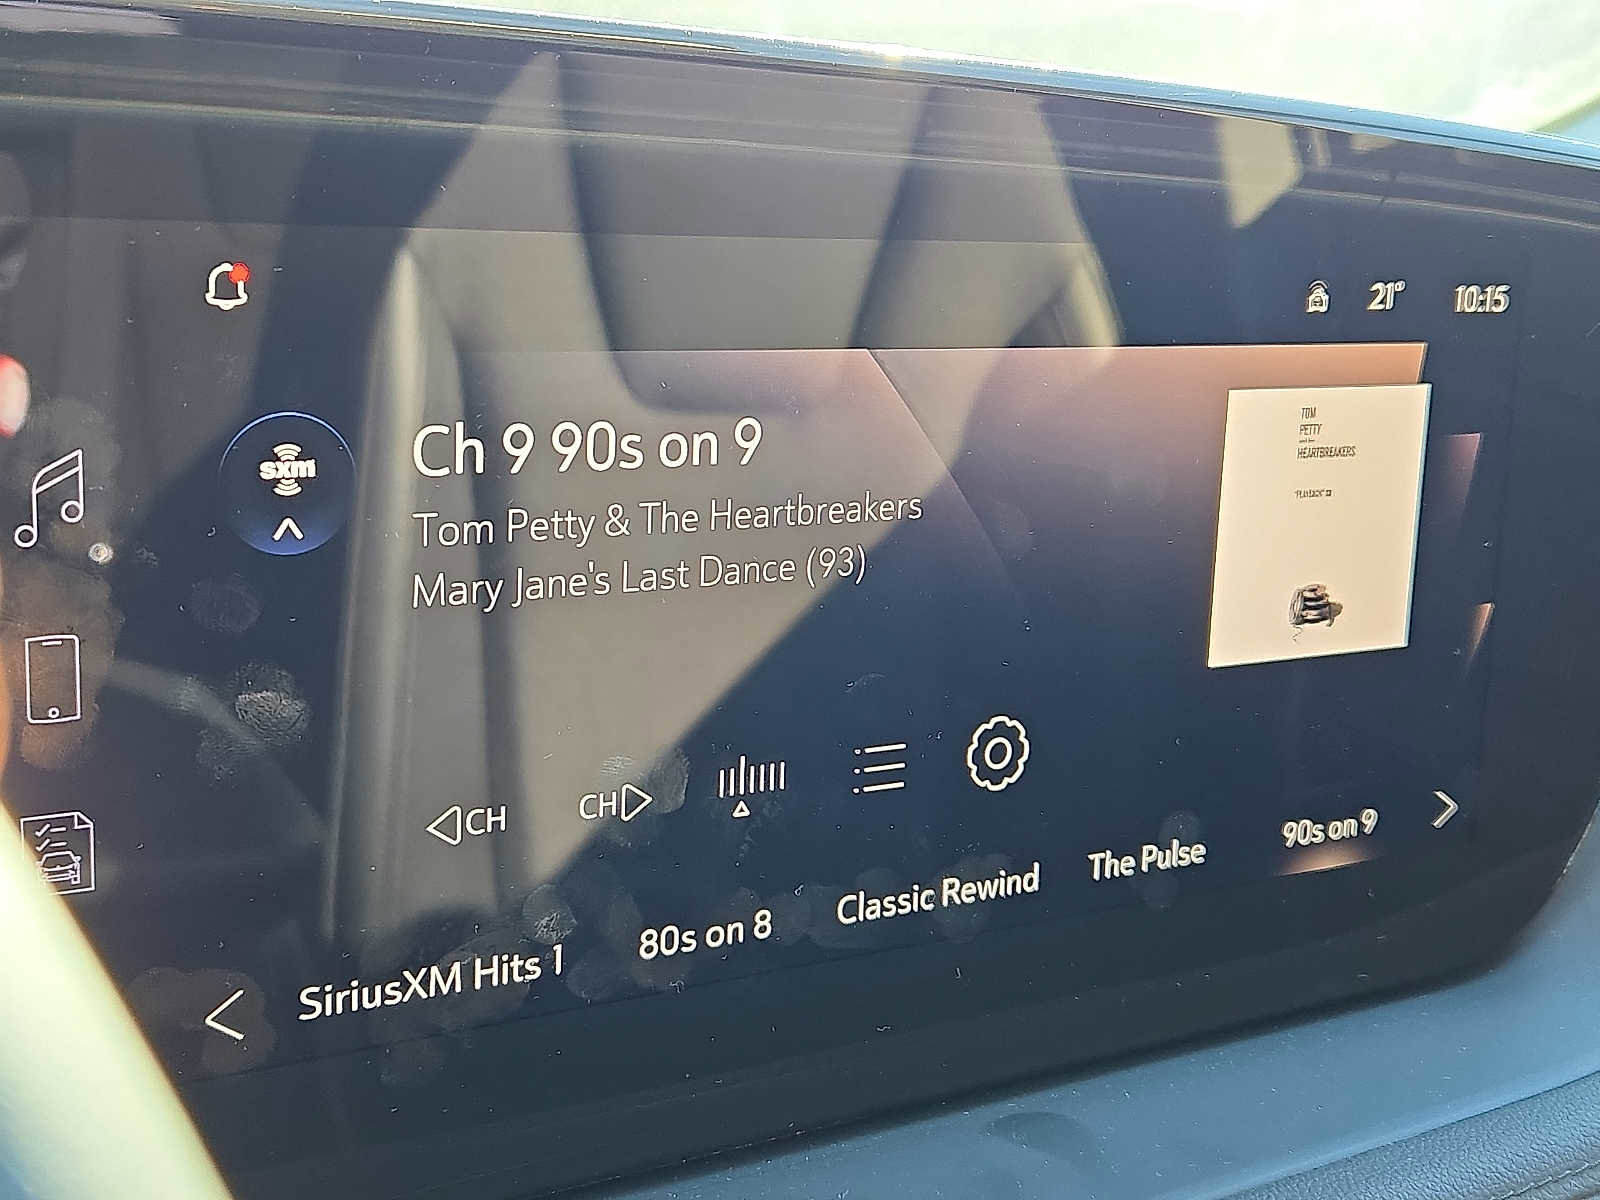 21° 10:15
sxm
Ch 9 90s on 9
Tom Petty & The Heartbreakers
Mary Jane's Last Dance (93)
TOM
PETTY
HEARTBREAKERS
"PLAYBACK"
CH CH
SiriusXM Hits 1 80s on 8 Classic Rewind The Pulse 90s on 9